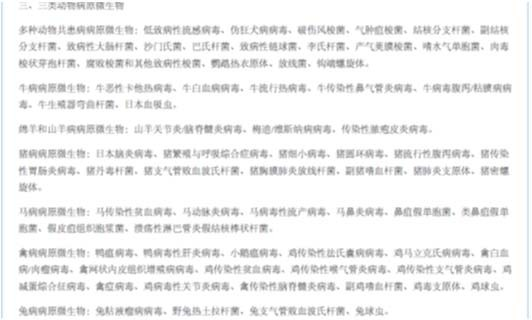 三、三类动物病原微生物
多种动物共患病病原微生物：低致病性流感病毒、伪狂犬病病毒、破伤风梭菌、气肿疽梭菌、结核分支杆菌、副结核
分支杆菌、致病性大肠杆菌、沙门氏菌、巴氏杆菌、致病性链球菌、李氏杆菌、产气荚膜梭菌、嗜水气单胞菌、肉毒
梭状芽孢杆菌、腐败梭菌和其他致病性梭菌、鹦鹉热衣原体、放线菌、钩端螺旋体。
牛病病原微生物：牛恶性卡他热病毒、牛白血病病毒、牛流行热病毒、牛传染性鼻气管炎病毒、牛病毒腹泻/粘膜病病
毒、牛生殖器弯曲杆菌、日本血吸虫。
绵羊和山羊病病原微生物：山羊关节炎/脑脊髓炎病毒、梅迪/维斯纳病病毒、传染性脓疱皮炎病毒。
猪病病原微生物：日本脑炎病毒、猪繁殖与呼吸综合症病毒、猪细小病毒、猪圆环病毒、猪流行性腹泻病毒、猪传染
性胃肠炎病毒、猪丹毒杆菌、猪支气管败血波氏杆菌、猪胸膜肺炎放线杆菌、副猪嗜血杆菌、猪肺炎支原体、猪密螺
旋体。
马病病原微生物：马传染性贫血病毒、马动脉炎病毒、马病毒性流产病毒、马鼻炎病毒、鼻疽假单胞菌、类鼻疽假单
胞菌、假皮疽组织胞浆菌、溃疡性淋巴管炎假结核棒状杆菌。
禽病病原微生物：鸭瘟病毒、鸭病毒性肝炎病毒、小鹅瘟病毒、鸡传染性法氏囊病病毒、鸡马立克氏病病毒、禽白血
病/肉瘤病毒、禽网状内皮组织增殖病病毒、鸡传染性贫血病毒、鸡传染性喉气管炎病毒、鸡传染性支气管炎病毒、鸡
减蛋综合征病毒、禽痘病毒、鸡病毒性关节炎病毒、禽传染性脑脊髓炎病毒、副鸡嗜血杆菌、鸡毒支原体、鸡球虫。
兔病病原微生物：兔粘液瘤病病毒、野兔热土拉杆菌、兔支气管败血波氏杆菌、兔球虫。